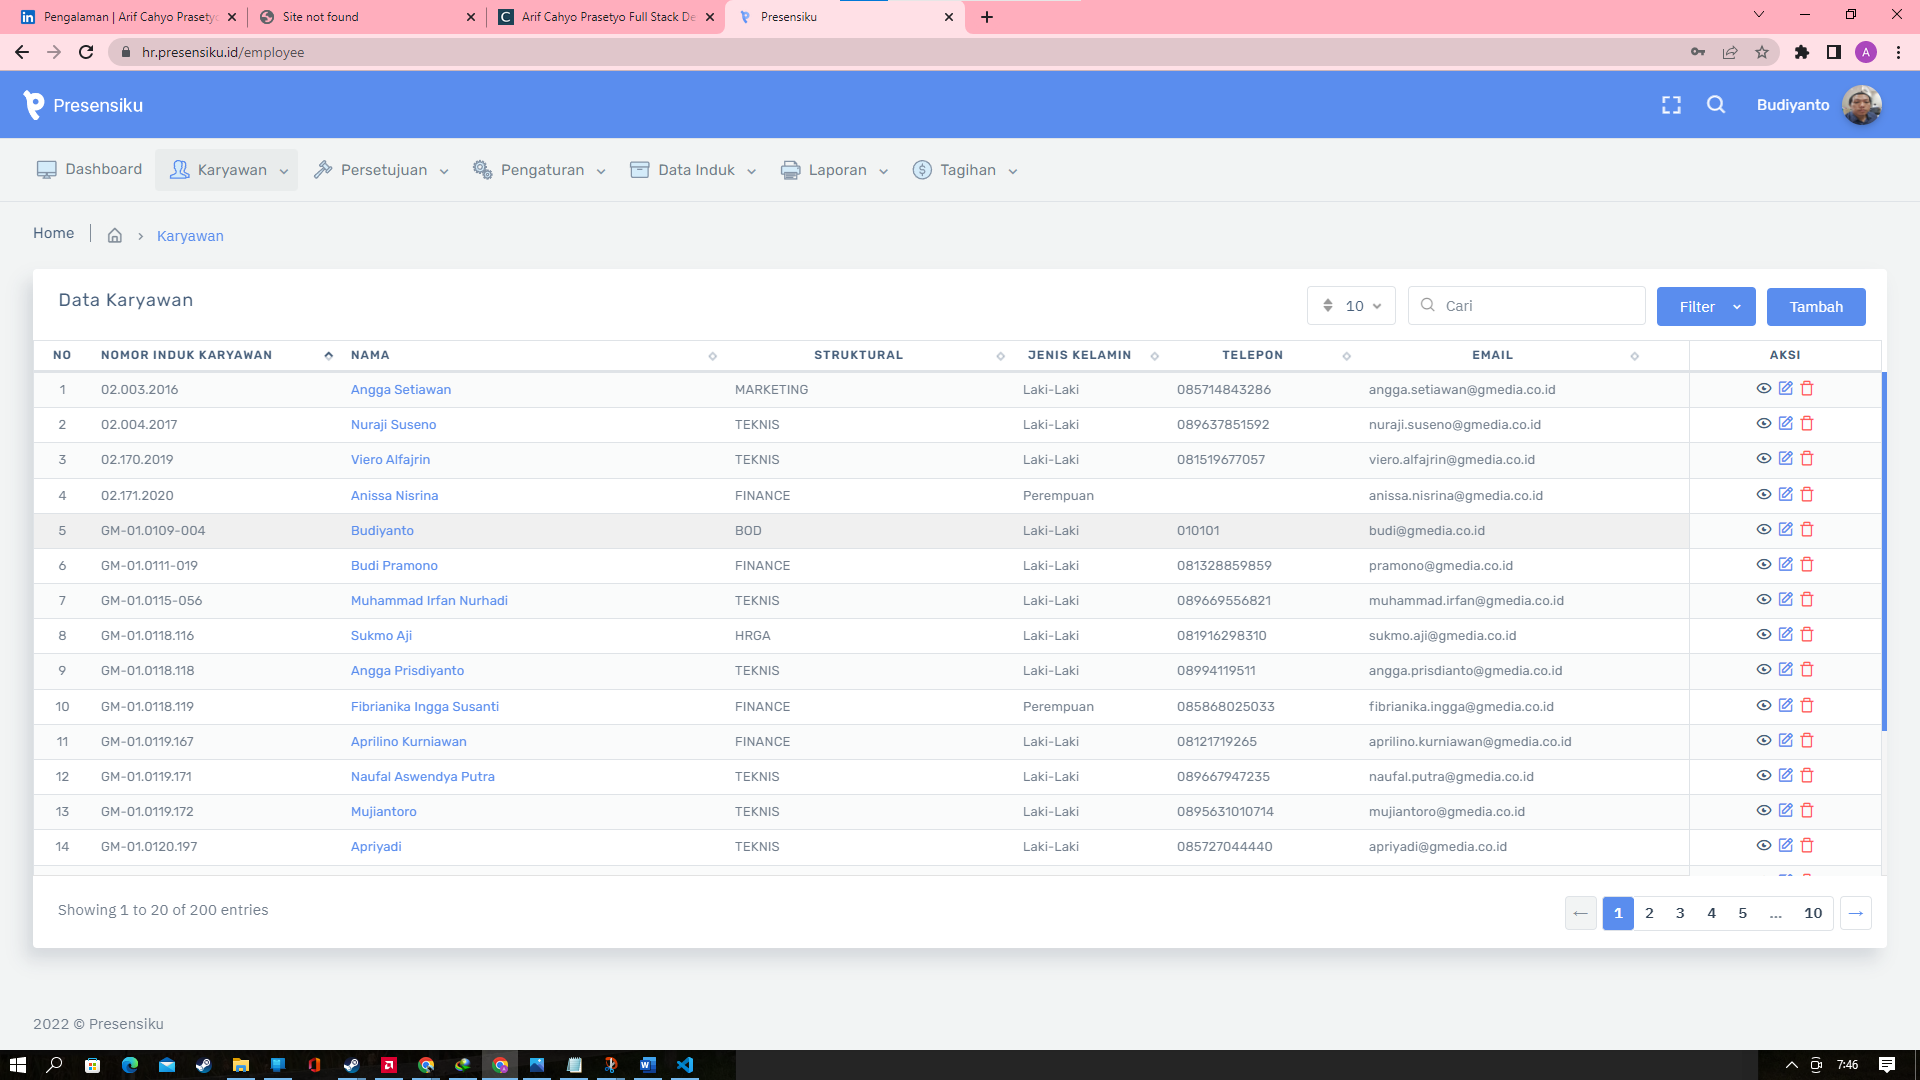 Pengalaman | Arif Cahyo Prasetyo
Site not found
Arif Cahyo Prasetyo Full Stack De
Presensiku
hr.presensiku.id/employee
A
Presensiku
Budiyanto
Dashboard Karyawan Persetujuan Pengaturan Data Induk Laporan Tagihan
Home Karyawan
Data Karyawan
10 Cari Filter Tambah
NO NOMOR INDUK KARYAWAN NAMA STRUKTURAL JENIS KELAMIN TELEPON EMAIL AKSI
1 02.003.2016 Angga Setiawan MARKETING Laki-Laki 085714843286 angga.setiawan@gmedia.co.id
2 02.004.2017 Nuraji Suseno TEKNIS Laki-Laki 089637851592 nuraji.suseno@gmedia.co.id
3 02.170.2019 Viero Alfajrin TEKNIS Laki-Laki 081519677057 viero.alfajrin@gmedia.co.id
4 02.171.2020 Anissa Nisrina FINANCE Perempuan anissa.nisrina@gmedia.co.id
5 GM-01.0109-004 Budiyanto BOD Laki-Laki 010101 budi@gmedia.co.id
6 GM-01.0111-019 Budi Pramono FINANCE Laki-Laki 081328859859 pramono@gmedia.co.id
7 GM-01.0115-056 Muhammad Irfan Nurhadi TEKNIS Laki-Laki 089669556821 muhammad.irfan@gmedia.co.id
8 GM-01.0118.116 Sukmo Aji HRGA Laki-Laki 081916298310 sukmo.aji@gmedia.co.id
9 GM-01.0118.118 Angga Prisdiyanto TEKNIS Laki-Laki 08994119511 angga.prisdianto@gmedia.co.id
10 GM-01.0118.119 Fibrianika Ingga Susanti FINANCE Perempuan 085868025033 fibrianika.ingga@gmedia.co.id
11 GM-01.0119.167 Aprilino Kurniawan FINANCE Laki-Laki 08121719265 aprilino.kurniawan@gmedia.co.id
12 GM-01.0119.171 Naufal Aswendya Putra TEKNIS Laki-Laki 089667947235 naufal.putra@gmedia.co.id
13 GM-01.0119.172 Mujiantoro TEKNIS Laki-Laki 0895631010714 mujiantoro@gmedia.co.id
14 GM-01.0120.197 Apriyadi TEKNIS Laki-Laki 085727044440 apriyadi@gmedia.co.id
Showing 1 to 20 of 200 entries
← 1 2 3 4 5 ... 10 →
2022 © Presensiku
7:46